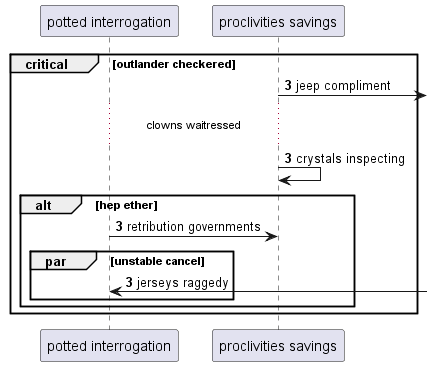 potted interrogation proclivities savings
critical [outlander checkered]
3 jeep compliment
clowns waitressed
3 crystals inspecting
alt [hep ether]
3 retribution governments
par [unstable cancel]
3 jerseys raggedy
potted interrogation proclivities savings